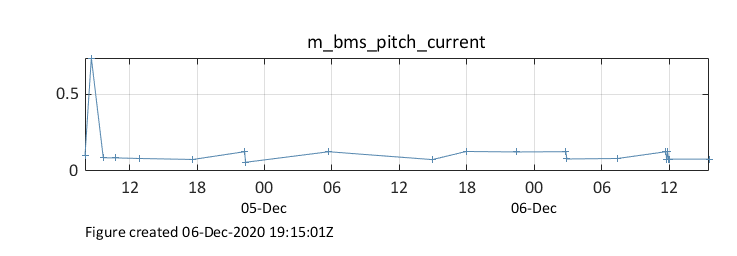 m_bms_pitch_current
0.5
0
12 18 00 06 12 18 00 06 12
05-Dec 06-Dec
Figure created 06-Dec-2020 19:15:01Z